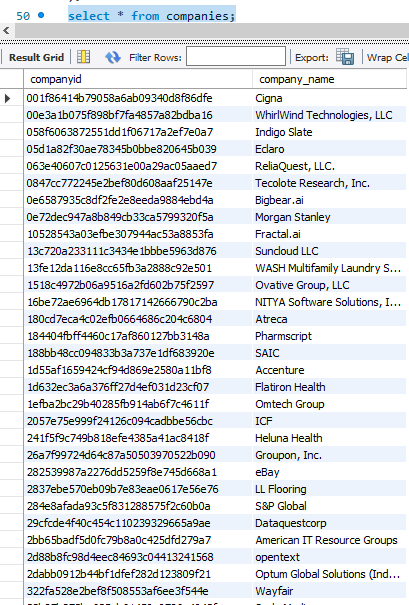 50 select * from companies;
Result Grid Filter Rows: Export: Wrap Cel
companyid company_name
001f86414b79058a6ab09340d8f86dfe Cigna
00e3a1b075f898bf7fa4857a82bdba16 WhirlWind Technologies, LLC
058f6063872551dd1f06717a2ef7e0a7 Indigo Slate
05d1a82f30ae78345b0bbe820645b039 Eclaro
063e40607c0125631e00a29ac05aaed7 ReliaQuest, LLC.
0847cc772245e2bef80d608aaf25147e Tecolote Research, Inc.
0e6587935c8df2fe2e8eeda9884ebd4a Bigbear.ai
0e72dec947a8b849cb33ca5799320f5a Morgan Stanley
10528543a03efbe307944ac53a8853fa Fractal.ai
13c720a233111c3434e1bbbe5963d876 Suncloud LLC
13fe12da116e8cc65fb3a2888c92e501 WASH Multifamily Laundry S...
1518c4972b06a9516a2fd602b75f2597 Ovative Group, LLC
16be72ae6964db17817142666790c2ba NITYA Software Solutions, I...
180cd7eca4c02efb0664686c204c6804 Atreca
184404fbff4460c17af860127bb3148a Pharmscript
188bb48cc094833b3a737e1df683920e SAIC
1d55af1659424cf94d869e2580a11bf8 Accenture
1d632ec3a6a376ff27d4ef031d23cf07 Flatiron Health
1efba2bc29b40285fb914ab6f7c4611f Omtech Group
2057e75e999f24126c094cadbbe56cbc ICF
241f5f9c749b818efe4385a41ac8418f Heluna Health
26a7f99724d64c87a50503970522b090 Groupon, Inc.
282539987a2276dd5259f8e745d668a1 eBay
2837ebe570eb09b7e83eae0617e56e76 LL Flooring
284e8afada93c5f831288575f2c60b0a S&P Global
29cfcde4f40c454c110239329665a9ae Dataquestcorp
2bb65badf5d0fc79b8a0c425dfd279a7 American IT Resource Groups
2d88b8fc98d4eec84693c04413241568 opentext
2dabb0912b44bf1dfef282d123809f21 Optum Global Solutions (Ind...
322fa528e2bef8f508553af6ee3f544e Wayfair